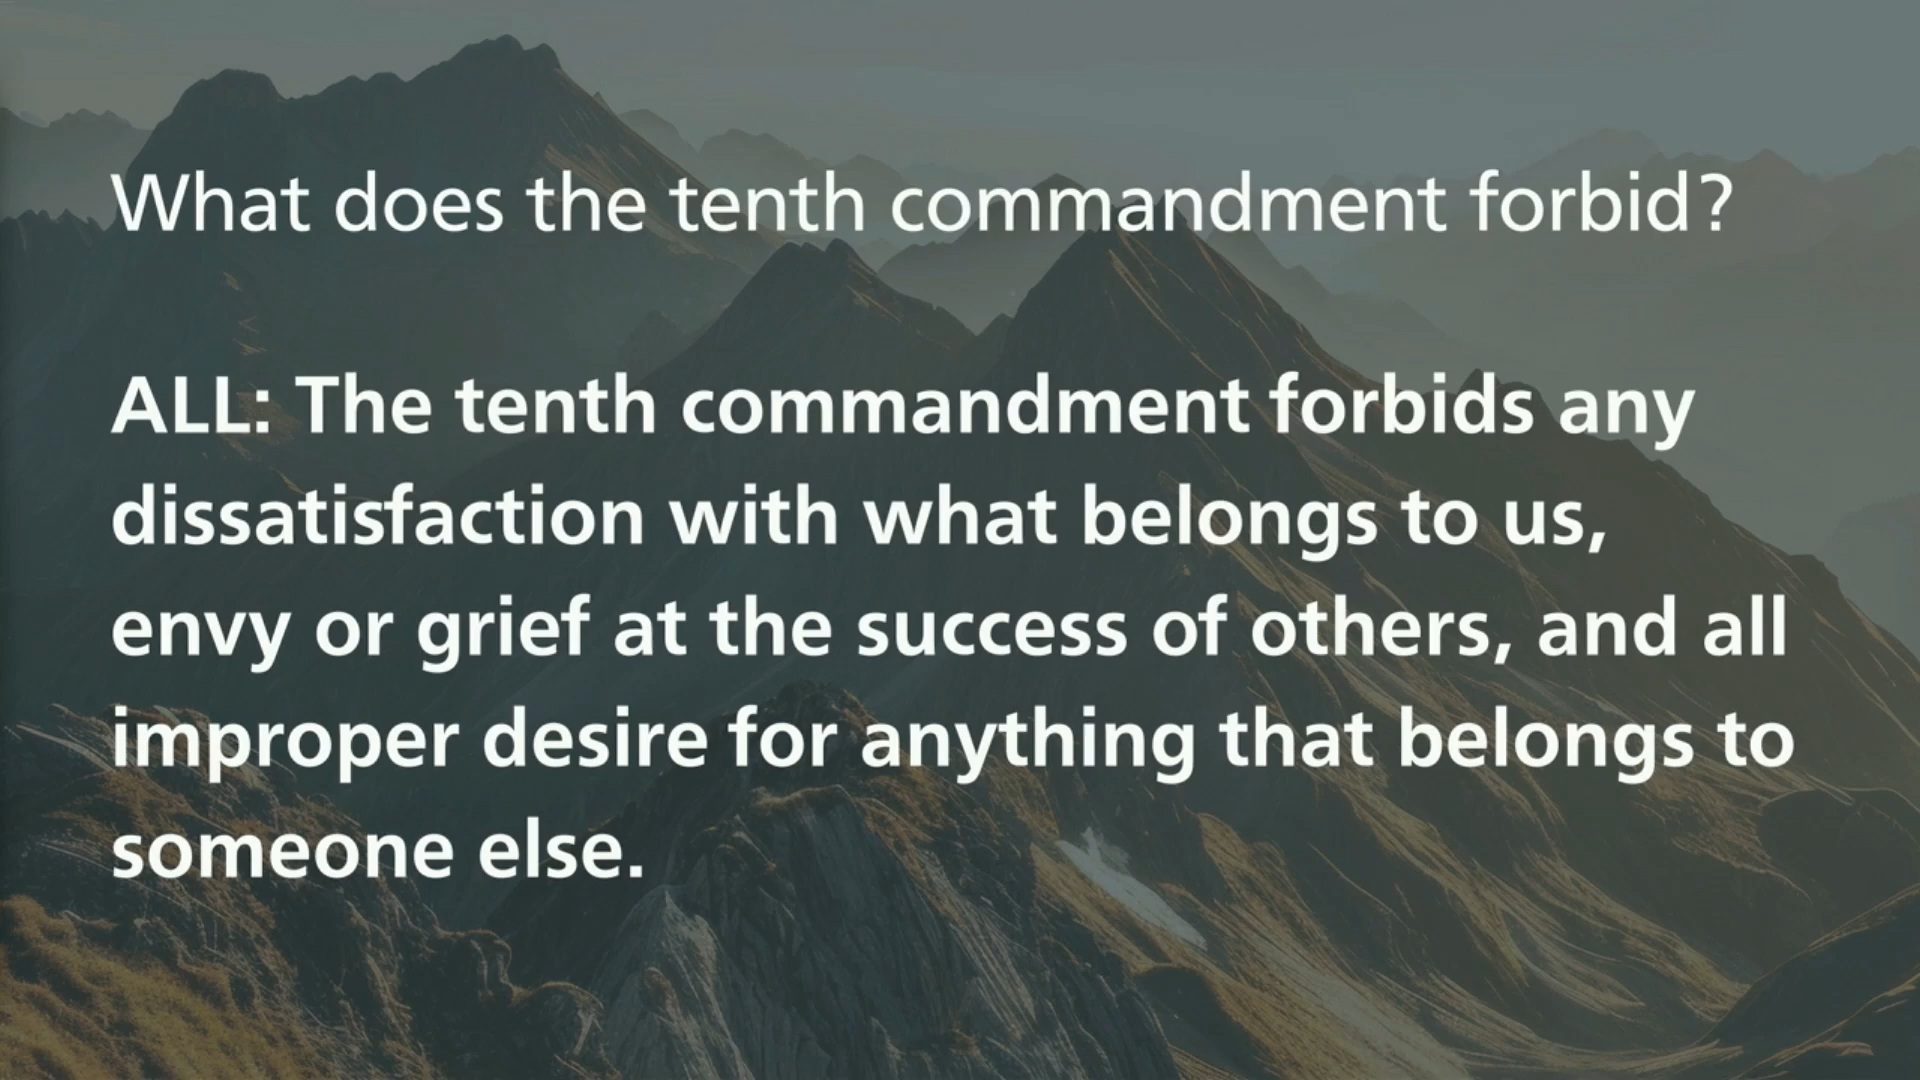 What does the tenth commandment forbid?
ALL: The tenth commandment forbids any
dissatisfaction with what belongs to us,
envy or grief at the success of others, and all
improper desire for anything that belongs to
someone else.